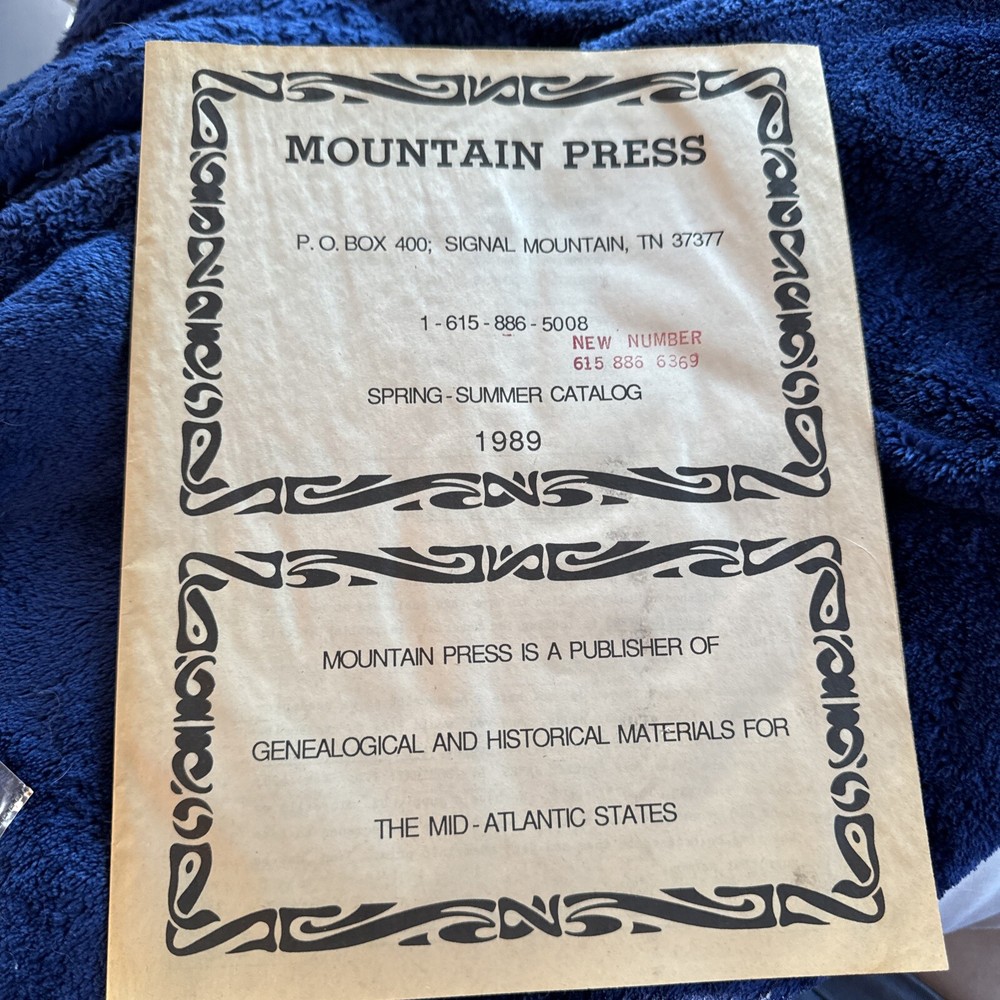 MOUNTAIN PRESS
P. O. BOX 400; SIGNAL MOUNTAIN, TN 37377
1-615-886-5008
NEW NUMBER
615 886 6369
SPRING-SUMMER CATALOG
1989
MOUNTAIN PRESS IS A PUBLISHER OF
GENEALOGICAL AND HISTORICAL MATERIALS FOR
THE MID-ATLANTIC STATES